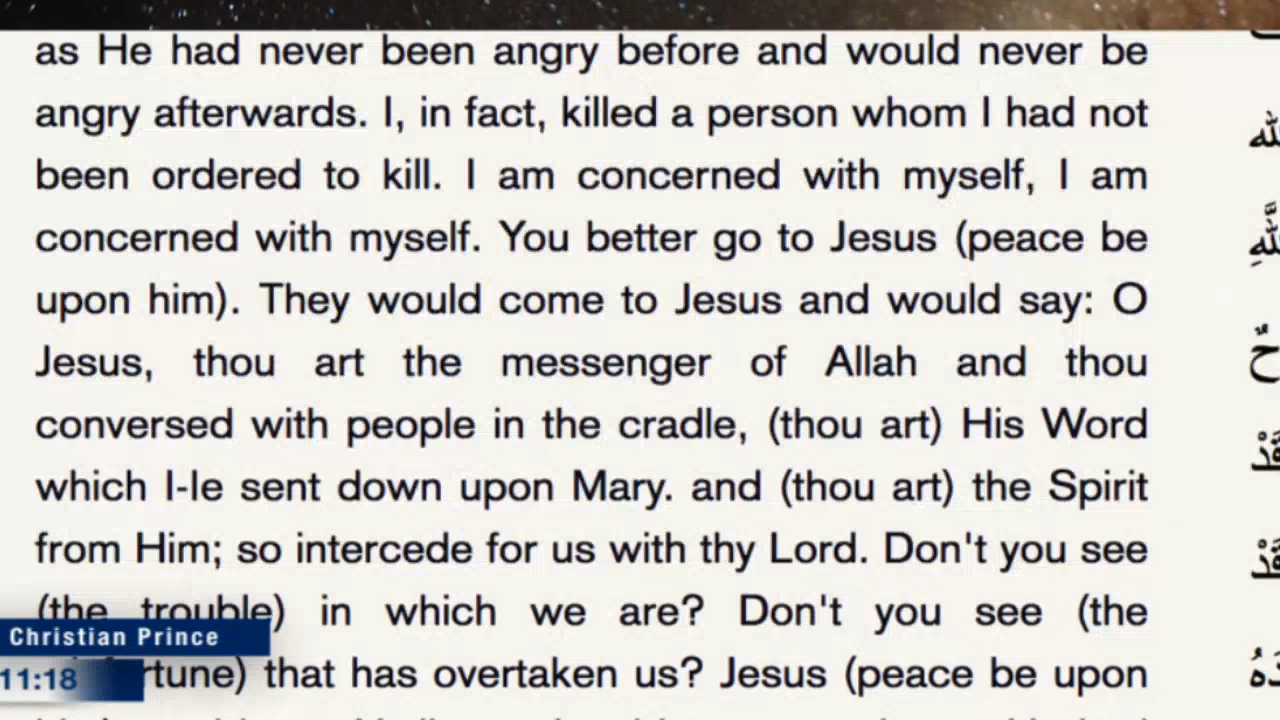 as He had never been angry before and would never be
angry afterwards. I, in fact, killed a person whom I had not
been ordered to kill. I am concerned with myself, I am
concerned with myself. You better go to Jesus (peace be
upon him). They would come to Jesus and would say: O
Jesus, thou art the messenger of Allah and thou
conversed with people in the cradle, (thou art) His Word
which I-le sent down upon Mary. and (thou art) the Spirit
from Him; so intercede for us with thy Lord. Don't you see
(the trouble) in which we are? Don't you see (the
rtune) that has overtaken us? Jesus (peace be upon
Christian Prince
11:18